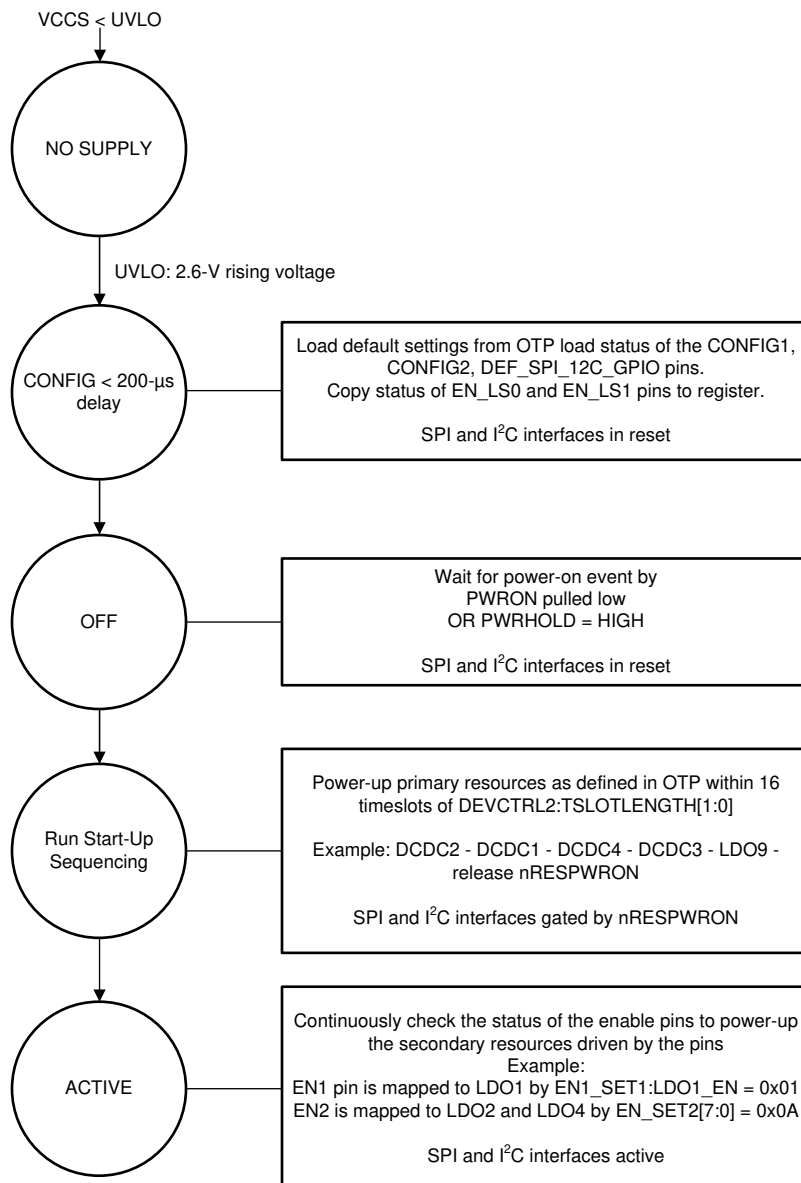 VCCS < UVLO
NO SUPPLY
UVLO: 2.6-V rising voltage
CONFIG < 200-µs
delay
Load default settings from OTP load status of the CONFIG1,
CONFIG2, DEF_SPI_12C_GPIO pins.
Copy status of EN_LS0 and EN_LS1 pins to register.
SPI and I²C interfaces in reset
OFF
Wait for power-on event by
PWRON pulled low
OR PWRHOLD = HIGH
SPI and I²C interfaces in reset
Run Start-Up
Sequencing
Power-up primary resources as defined in OTP within 16
timeslots of DEVCTRL2:TSLOTLENGTH[1:0]
Example: DCDC2 - DCDC1 - DCDC4 - DCDC3 - LDO9 -
release nRESPWRON
SPI and I²C interfaces gated by nRESPWRON
ACTIVE
Continuously check the status of the enable pins to power-up
the secondary resources driven by the pins
Example:
EN1 pin is mapped to LDO1 by EN1_SET1:LDO1_EN = 0x01
EN2 is mapped to LDO2 and LDO4 by EN_SET2[7:0] = 0x0A
SPI and I²C interfaces active